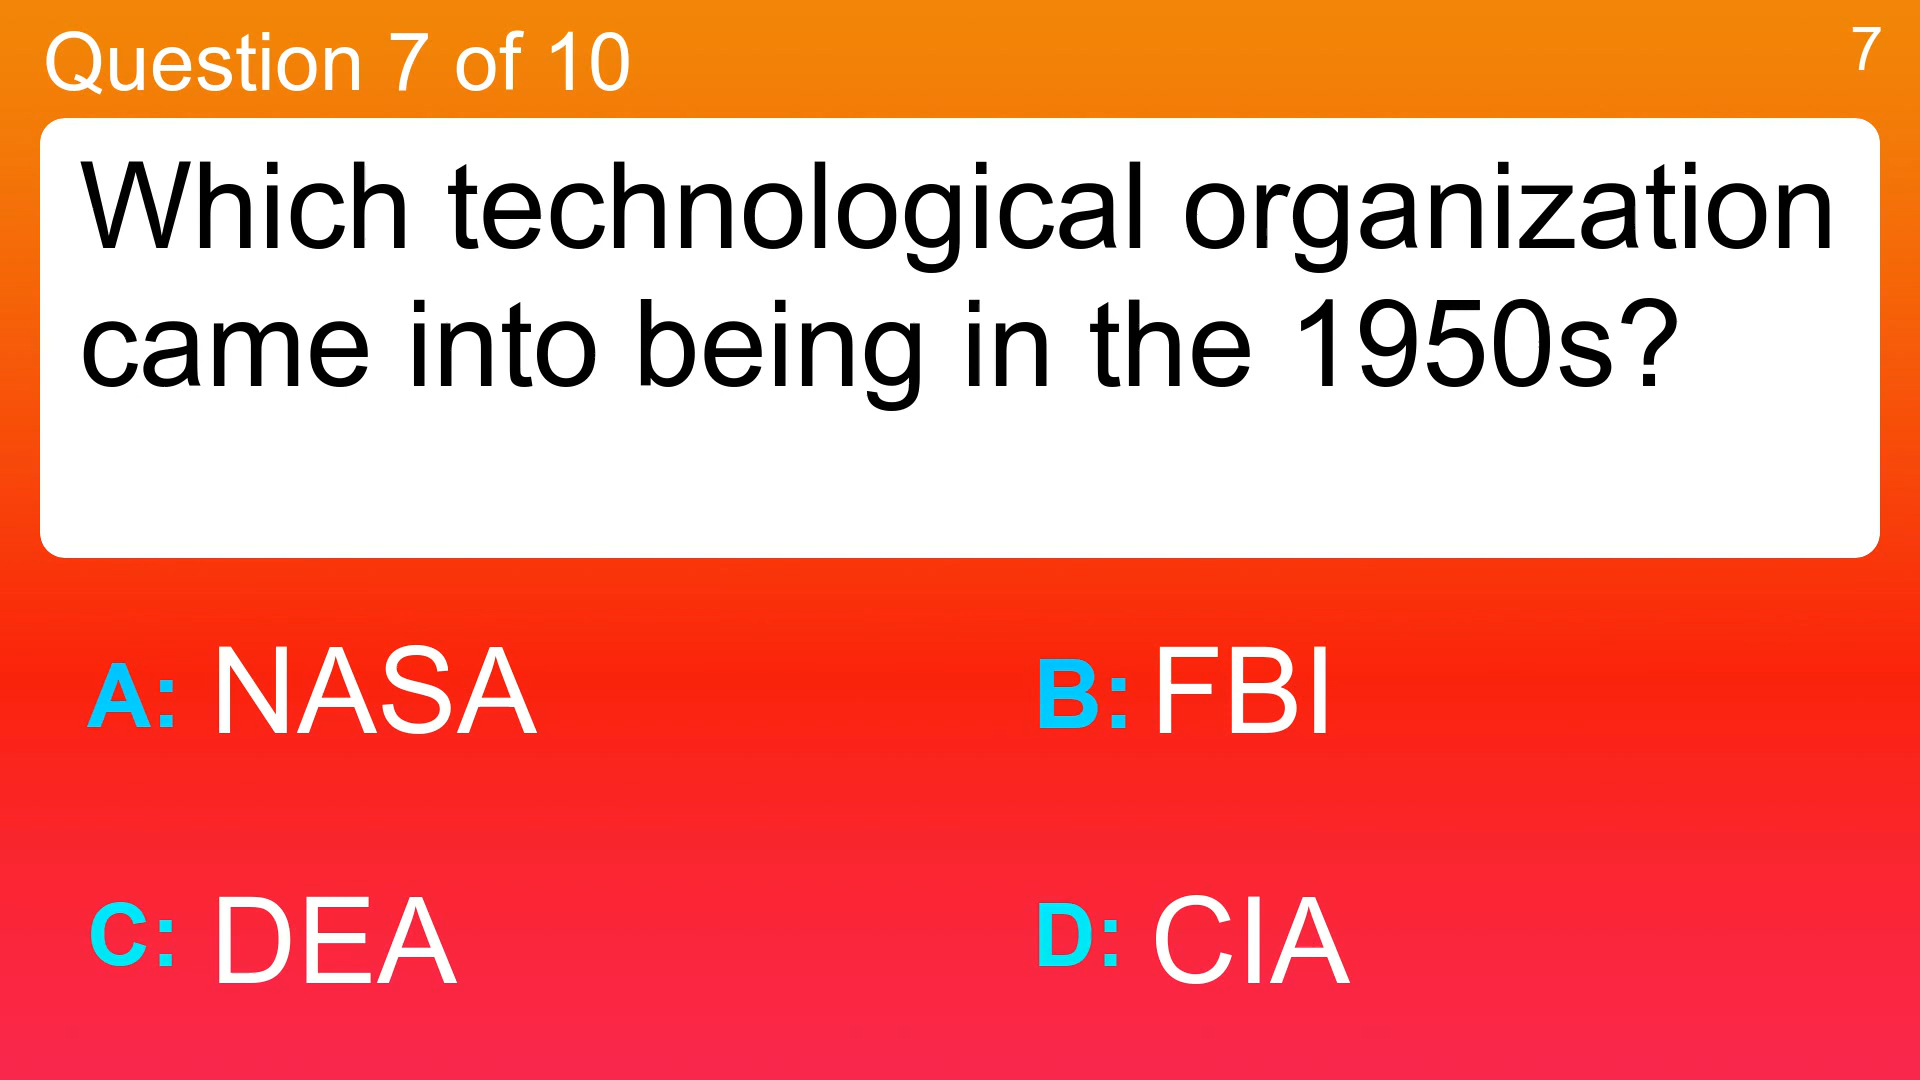 Question 7 of 10
7
Which technological organization
came into being in the 1950s?
A: NASA
B: FBI
C: DEA
D: CIA